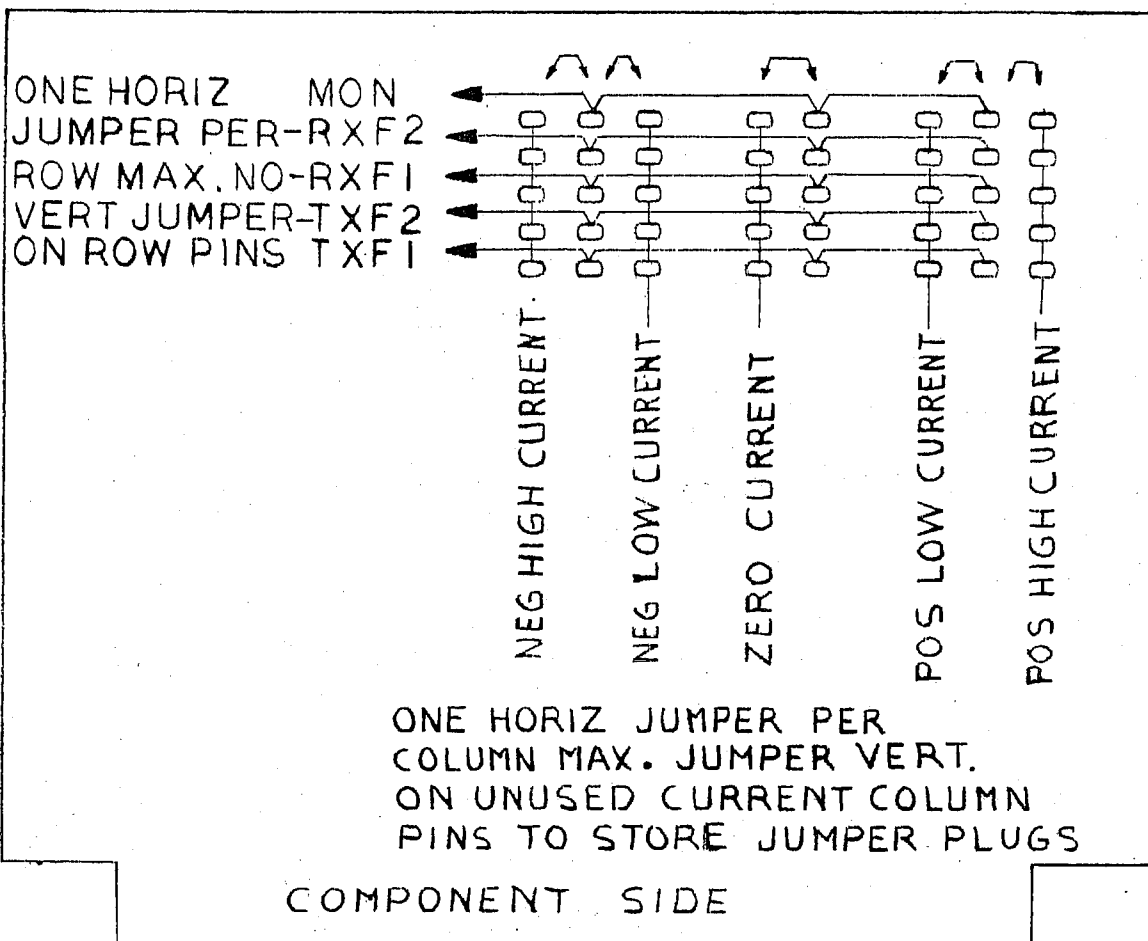 ONE HORIZ MON
JUMPER PER-RXF2
ROW MAX. NO-RXF1
VERT JUMPER-TXF2
ON ROW PINS TXF1
NEG HIGH CURRENT
NEG LOW CURRENT
ZERO CURRENT
POS LOW CURRENT
POS HIGH CURRENT
ONE HORIZ JUMPER PER
COLUMN MAX. JUMPER VERT.
ON UNUSED CURRENT COLUMN
PINS TO STORE JUMPER PLUGS
COMPONENT SIDE